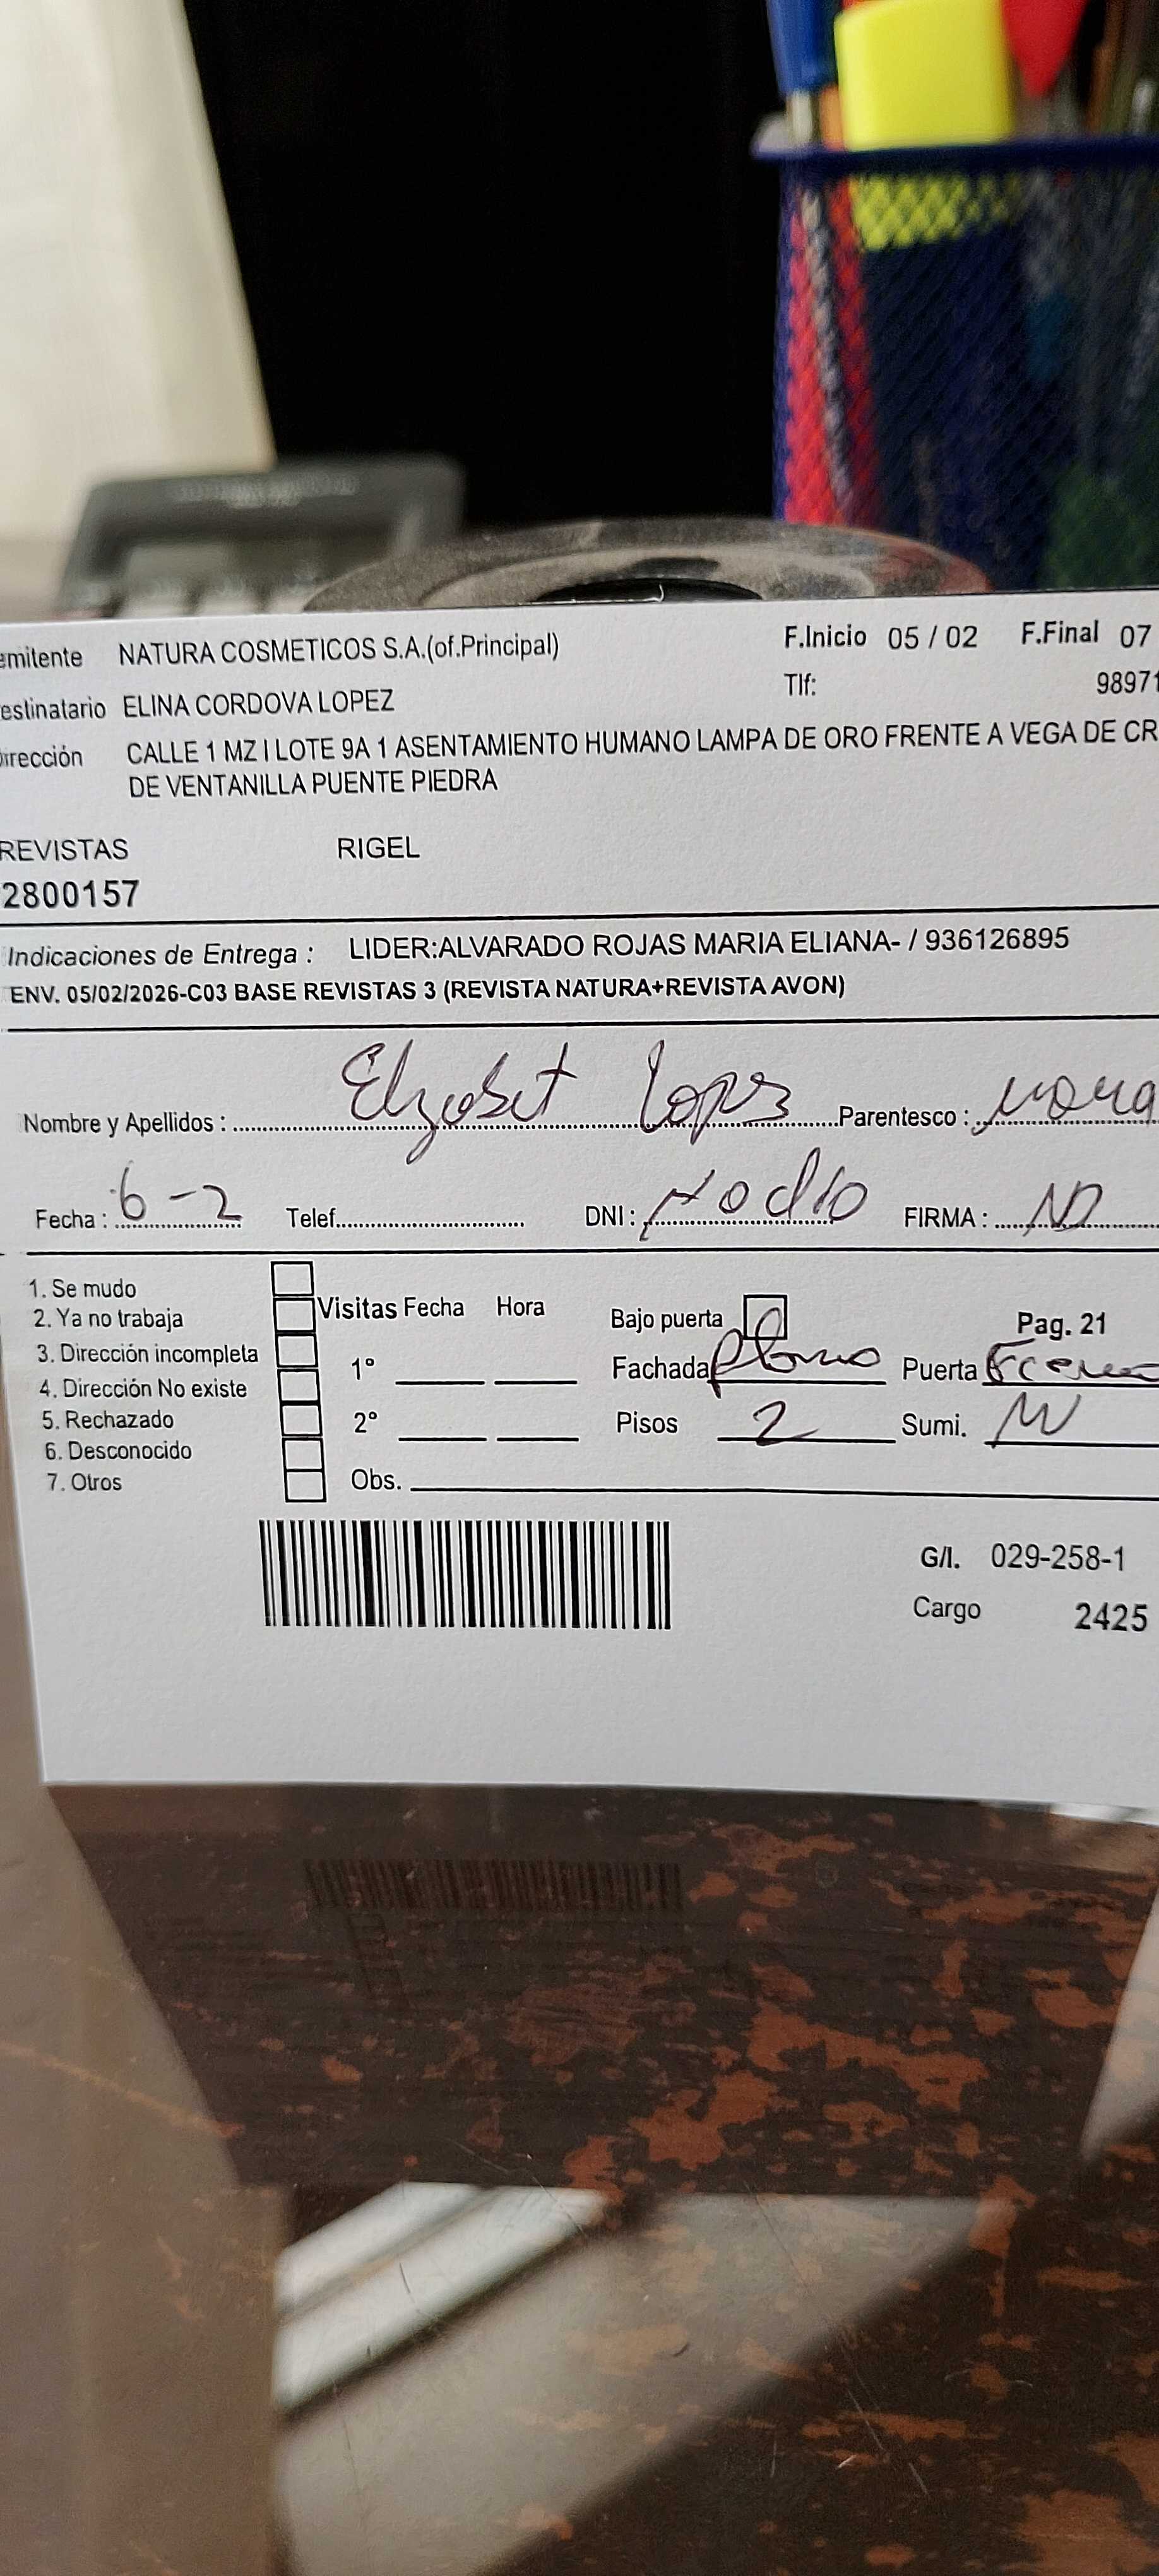 emitente NATURA COSMETICOS S.A.(of.Principal) F.Inicio 05 / 02 F.Final 07
estinatario ELINA CORDOVA LOPEZ Tlf: 98971
irección CALLE 1 MZ I LOTE 9A 1 ASENTAMIENTO HUMANO LAMPA DE ORO FRENTE A VEGA DE CR
DE VENTANILLA PUENTE PIEDRA
REVISTAS RIGEL
2800157
Indicaciones de Entrega : LIDER:ALVARADO ROJAS MARIA ELIANA- / 936126895
ENV. 05/02/2026-C03 BASE REVISTAS 3 (REVISTA NATURA+REVISTA AVON)
Nombre y Apellidos : Elizabet Lopez Parentesco :
Fecha : 6-2 Telef. DNI : No dio FIRMA :
1. Se mudo
2. Ya no trabaja Visitas Fecha Hora Bajo puerta Pag. 21
3. Dirección incompleta 1° Fachada Plomo Puerta
4. Dirección No existe
5. Rechazado 2° Pisos 2 Sumi.
6. Desconocido
7. Otros Obs.
G/I. 029-258-1
Cargo 2425